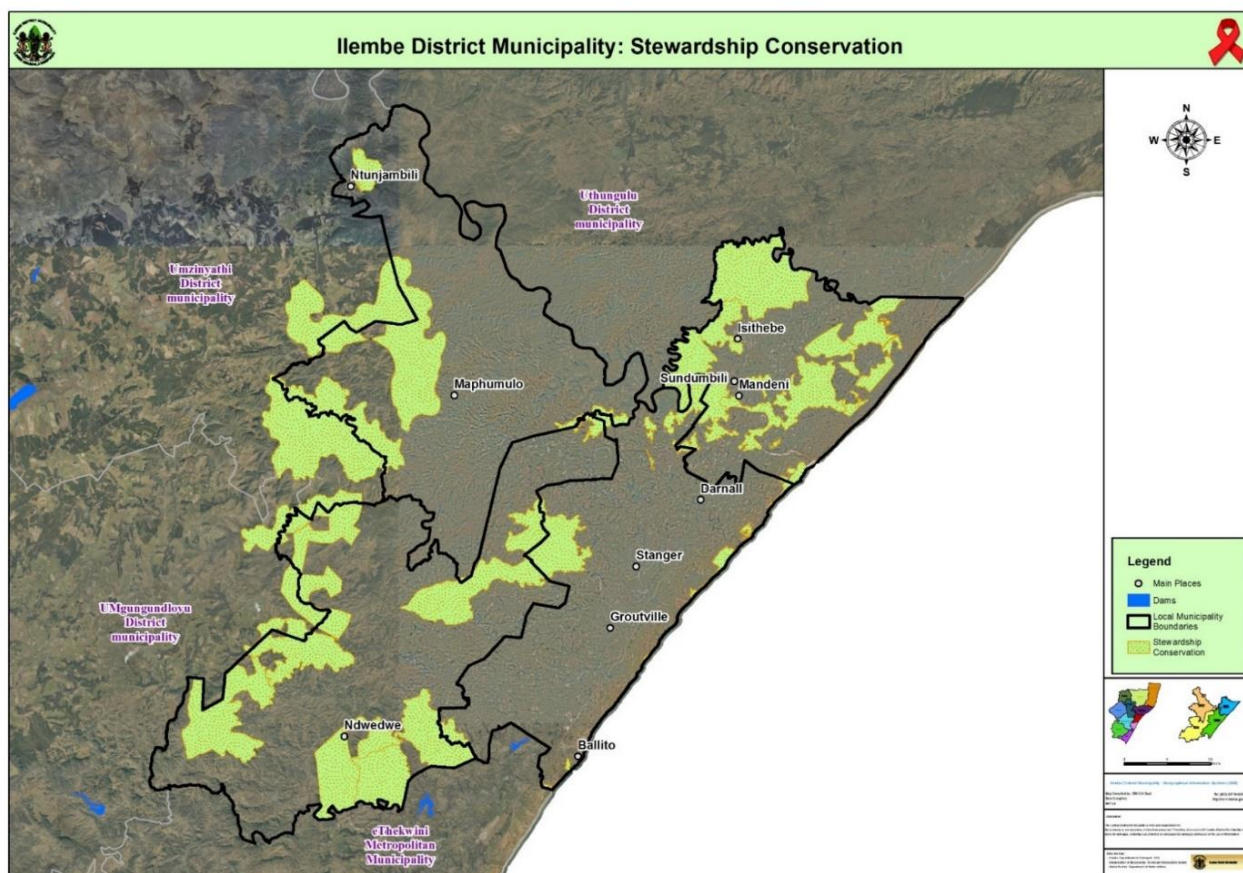 Ilembe District Municipality: Stewardship Conservation
N
W
E
S
Ntunjambili
Uthungulu
District
municipality
Umzinyathi
District
municipality
Isithebe
Sundumbili
Mandeni
Maphumulo
Darnall
Stanger
UMgungundlovu
District
municipality
Groutville
Ndwedwe
Ballito
eThekwini
Metropolitan
Municipality
Legend
Main Places
Dams
Local Municipality
Boundaries
Stewardship
Conservation